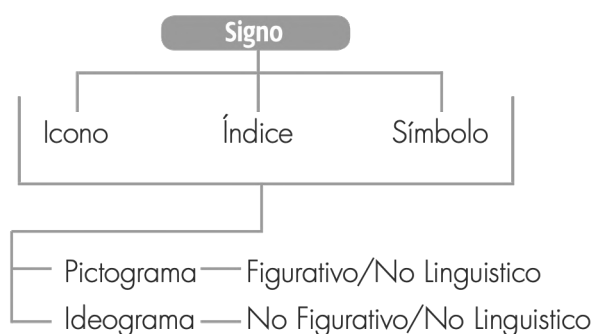 Signo
Icono Índice Símbolo
Pictograma Figurativo/No Linguistico
Ideograma No Figurativo/No Linguistico